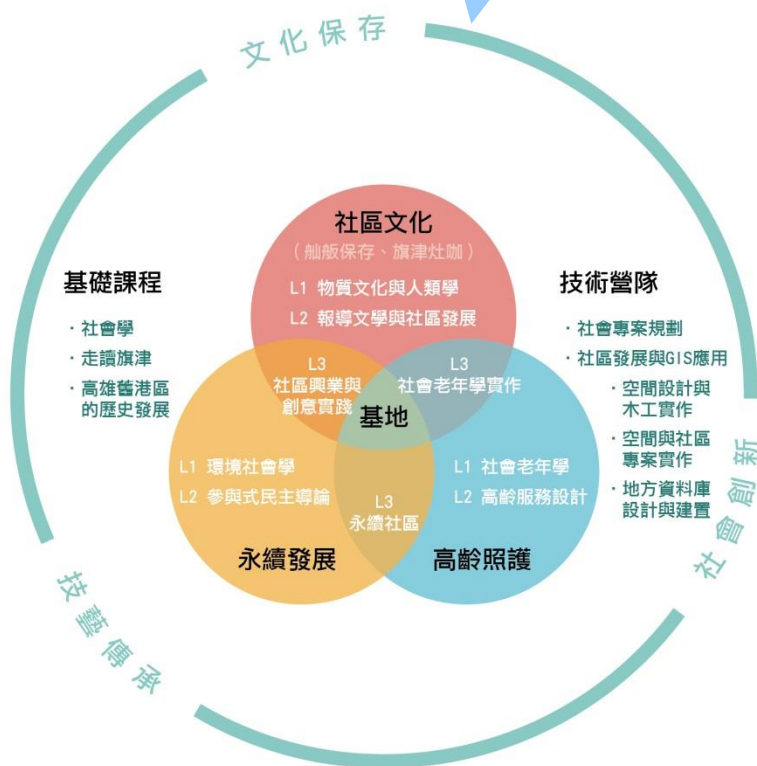 文化保存
社區文化
(舢舨保存、旗津灶咖)
L1 物質文化與人類學
L2 報導文學與社區發展
基礎課程
·社會學
·走讀旗津
·高雄舊港區
的歷史發展
技術營隊
·社會專案規劃
·社區發展與GIS應用
·空間設計與
木工實作
·空間與社區
專案實作
·地方資料庫
設計與建置
L3
社區興業與
創意實踐
L3
社會老年學實作
基地
L1 環境社會學
L2 參與式民主導論
L3
永續社區
L1 社會老年學
L2 高齡服務設計
永續發展
高齡照護
技藝傳承
社會創新